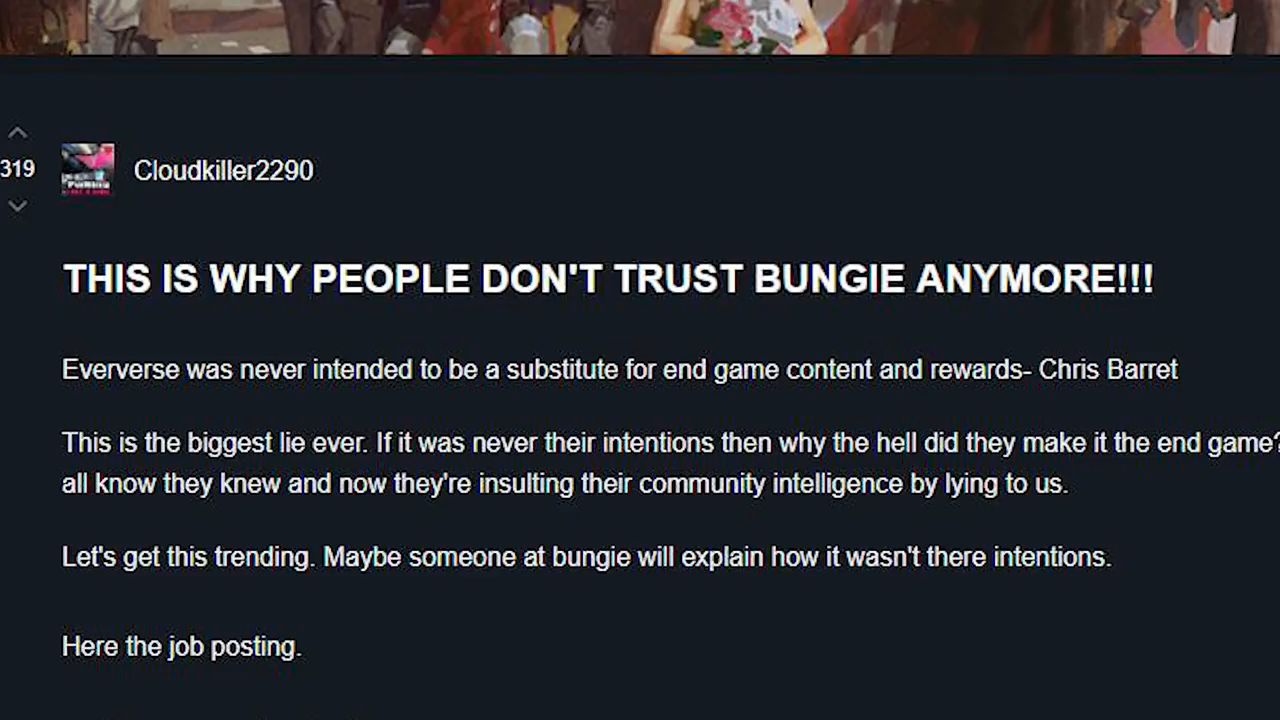 319
Cloudkiller2290
THIS IS WHY PEOPLE DON'T TRUST BUNGIE ANYMORE!!!
Eververse was never intended to be a substitute for end game content and rewards- Chris Barret
This is the biggest lie ever. If it was never their intentions then why the hell did they make it the end game?
all know they knew and now they're insulting their community intelligence by lying to us.
Let's get this trending. Maybe someone at bungie will explain how it wasn't there intentions.
Here the job posting.